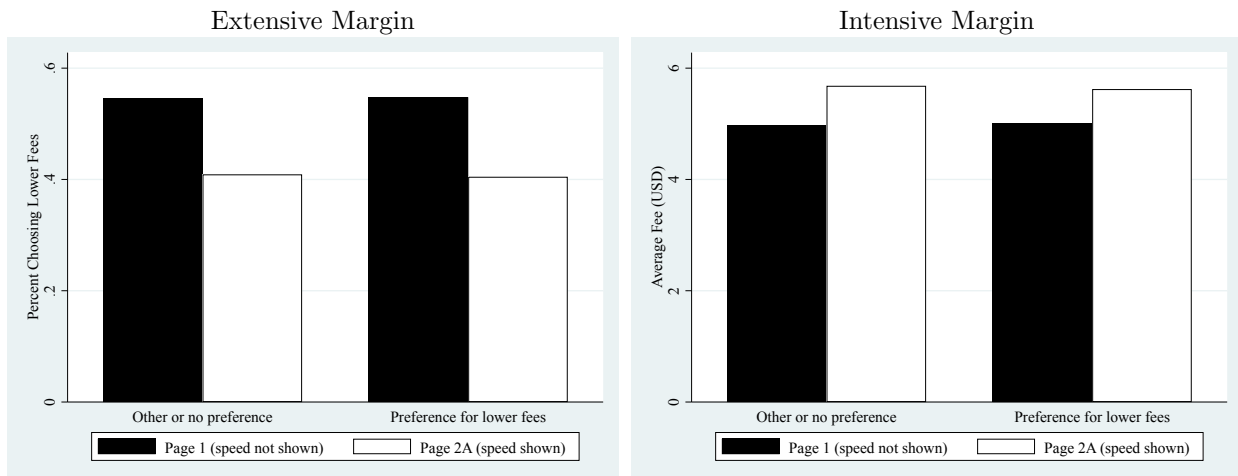 Extensive Margin
Percent Choosing Lower Fees
.6
.4
.2
0
Other or no preference
Preference for lower fees
Page 1 (speed not shown)
Page 2A (speed shown)
Intensive Margin
Average Fee (USD)
6
4
2
0
Other or no preference
Preference for lower fees
Page 1 (speed not shown)
Page 2A (speed shown)